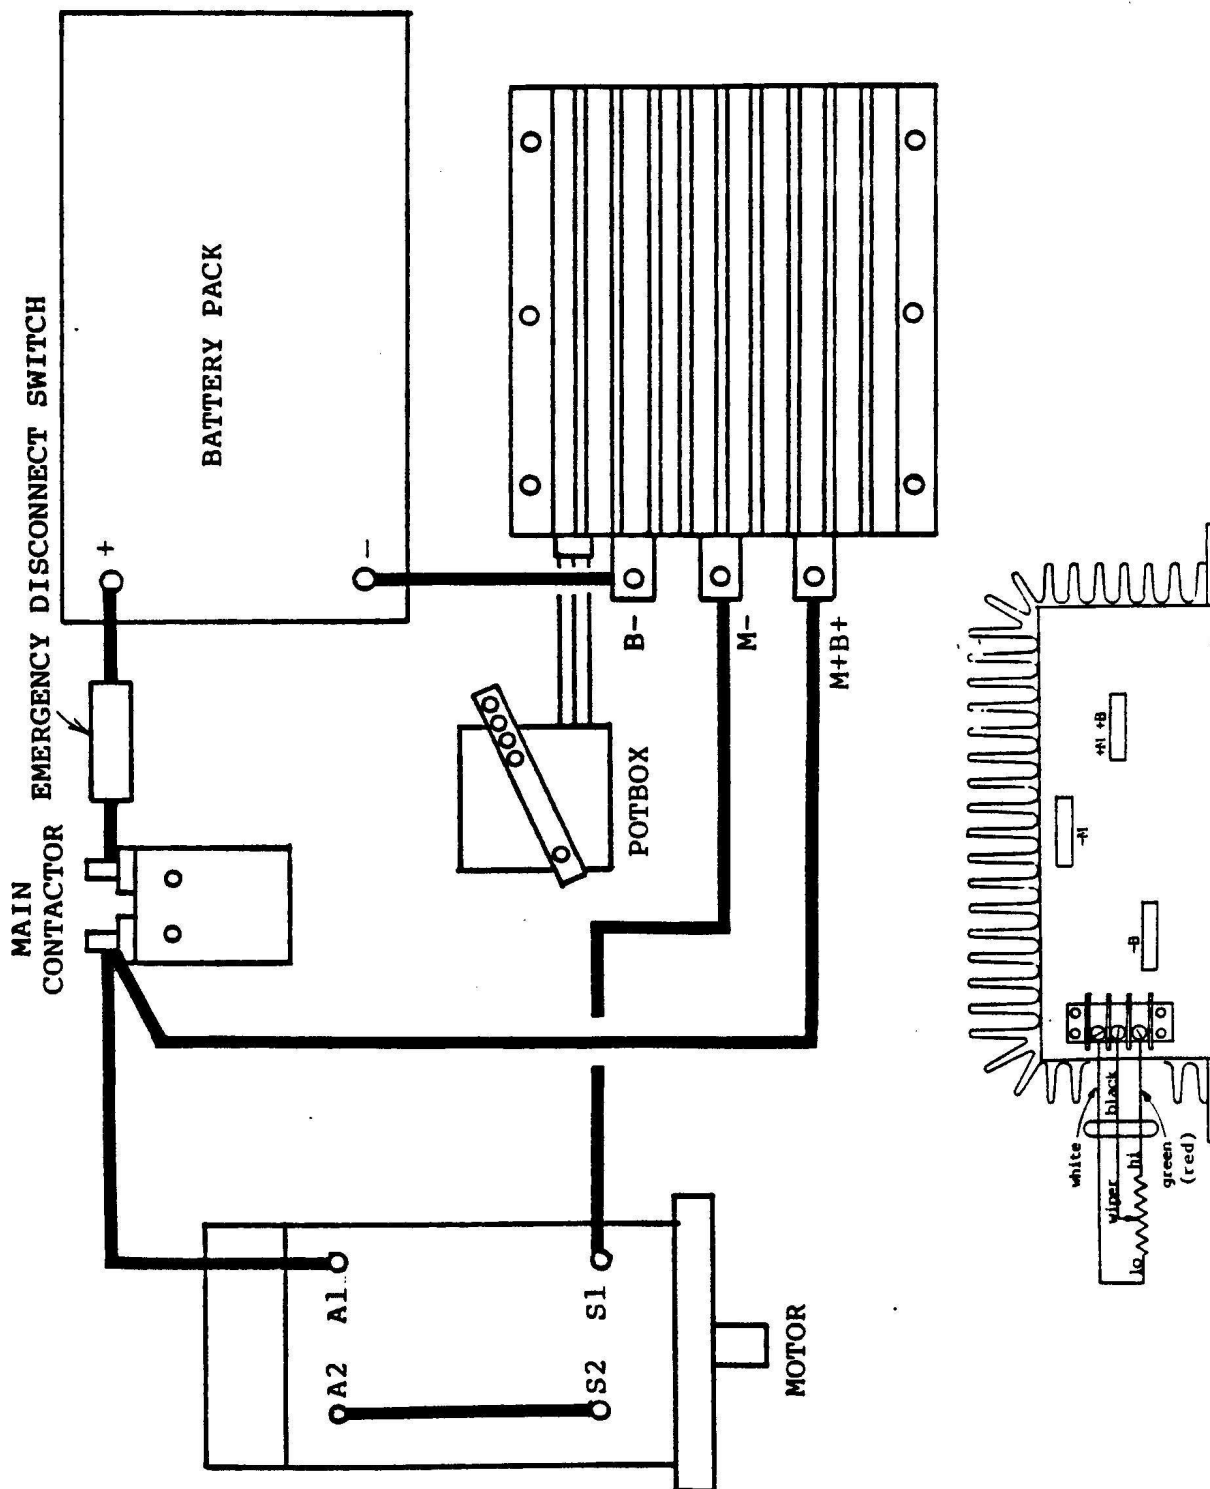 EMERGENCY DISCONNECT SWITCH
MAIN
CONTACTOR
BATTERY PACK
+
-
B-
M-
M+B+
POTBOX
A1
A2
S1
S2
MOTOR
+M +B
-M
-B
white
black
wiper
hi
lo
green
(red)